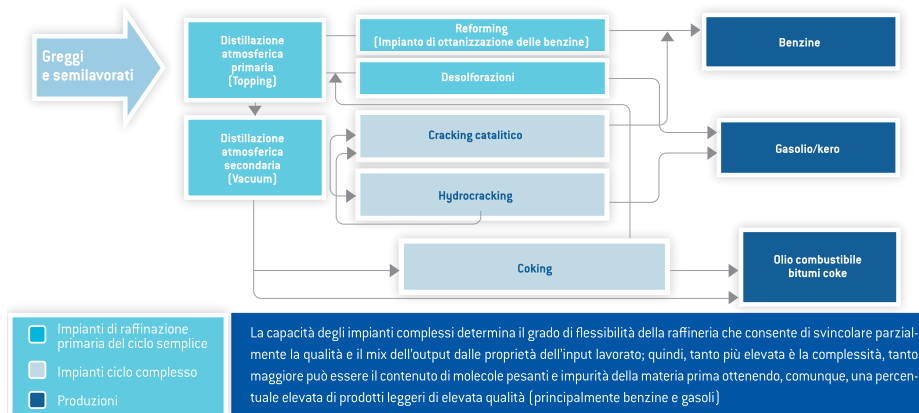 Greggi
e semilavorati
Distillazione
atmosferica
primaria
(Topping)
Reforming
(Impianto di ottanizzazione delle benzine)
Benzine
Desolforazioni
Distillazione
atmosferica
secondaria
(Vacuum)
Cracking catalitico
Gasolio/kero
Hydrocracking
Coking
Olio combustibile
bitumi coke
Impianti di raffinazione
primaria del ciclo semplice
Impianti ciclo complesso
Produzioni
La capacità degli impianti complessi determina il grado di flessibilità della raffineria che consente di svincolare parzial-
mente la qualità e il mix dell'output dalle proprietà dell'input lavorato; quindi, tanto più elevata è la complessità, tanto
maggiore può essere il contenuto di molecole pesanti e impurità della materia prima ottenendo, comunque, una percen-
tuale elevata di prodotti leggeri di elevata qualità (principalmente benzine e gasoli)